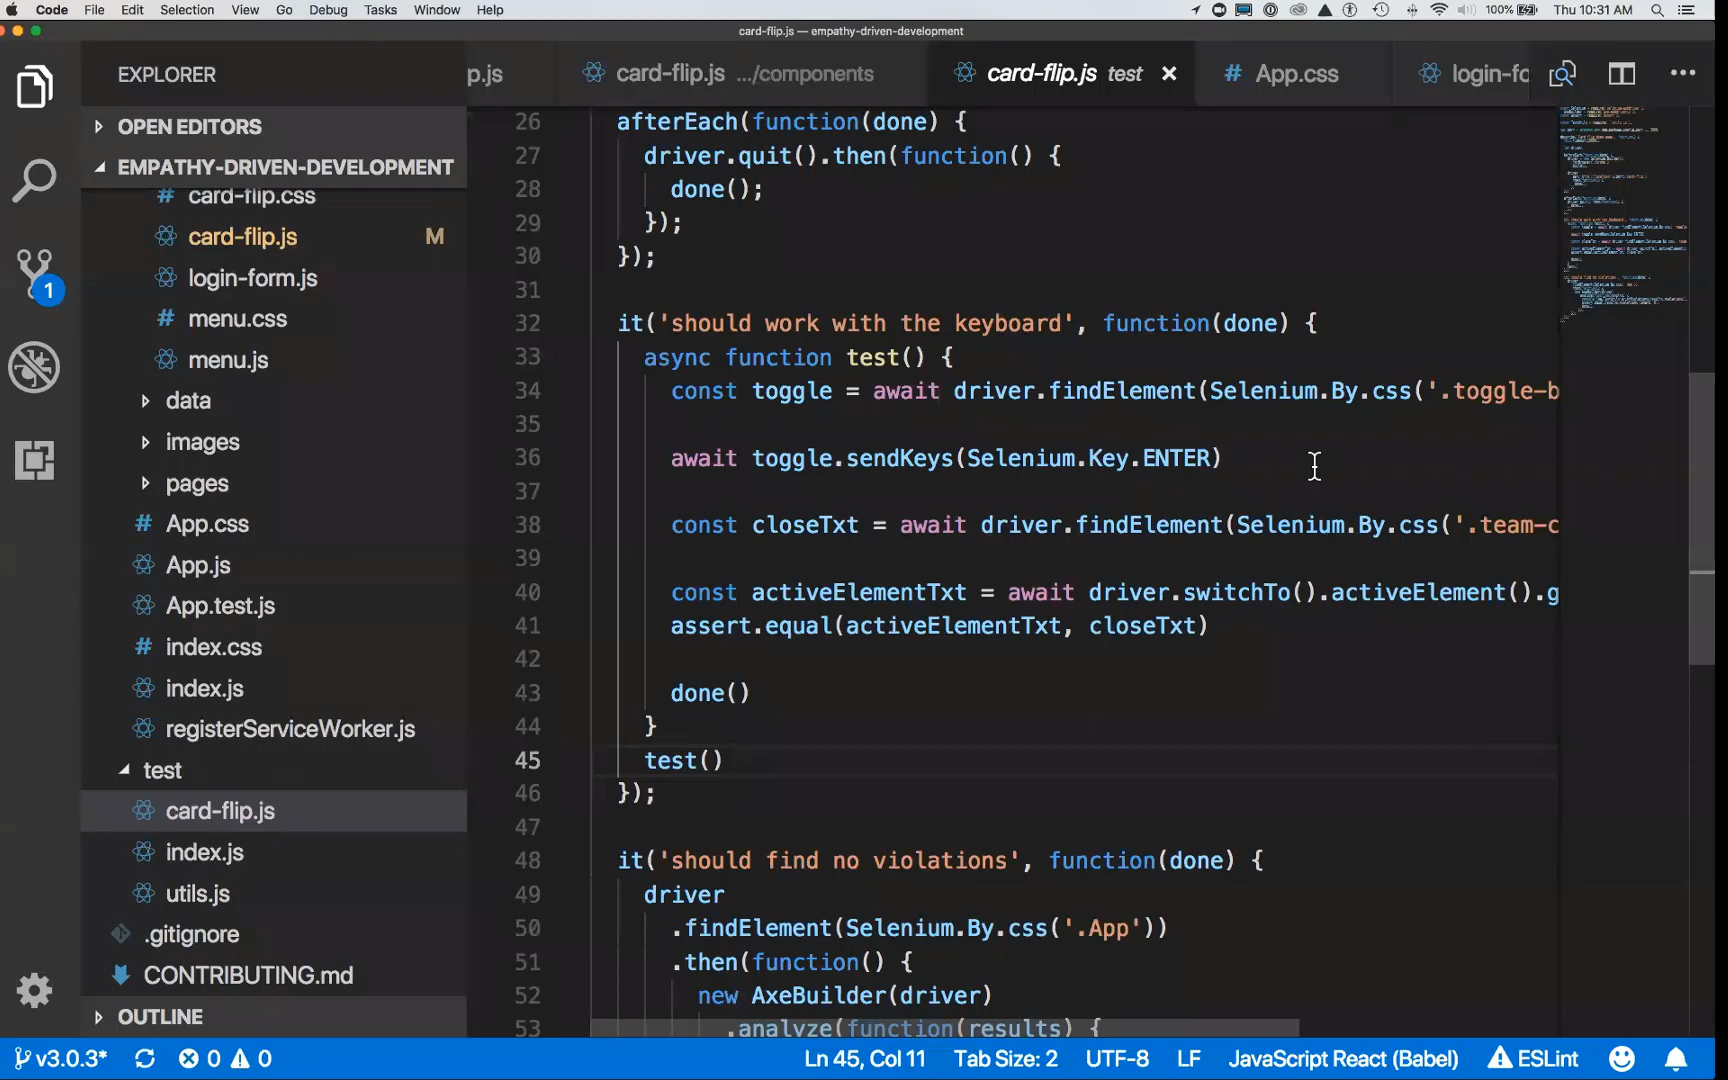 Code File Edit Selection View Go Debug Tasks Window Help 100% Thu 10:31 AM
card-flip.js — empathy-driven-development
EXPLORER
p.js card-flip.js .../components card-flip.js test × App.css login-fo
OPEN EDITORS
EMPATHY-DRIVEN-DEVELOPMENT
# card-flip.css
card-flip.js M
login-form.js
# menu.css
menu.js
data
images
pages
# App.css
App.js
App.test.js
# index.css
index.js
registerServiceWorker.js
test
card-flip.js
index.js
utils.js
.gitignore
CONTRIBUTING.md
OUTLINE
1
26 afterEach(function(done) {
27 driver.quit().then(function() {
28 done();
29 });
30 });
31
32 it('should work with the keyboard', function(done) {
33 async function test() {
34 const toggle = await driver.findElement(Selenium.By.css('.toggle-b
35
36 await toggle.sendKeys(Selenium.Key.ENTER)
37
38 const closeTxt = await driver.findElement(Selenium.By.css('.team-c
39
40 const activeElementTxt = await driver.switchTo().activeElement().g
41 assert.equal(activeElementTxt, closeTxt)
42
43 done()
44 }
45 test()
46 });
47
48 it('should find no violations', function(done) {
49 driver
50 .findElement(Selenium.By.css('.App'))
51 .then(function() {
52 new AxeBuilder(driver)
53 .analyze(function(results) {
v3.0.3* 0 0 Ln 45, Col 11 Tab Size: 2 UTF-8 LF JavaScript React (Babel) ESLint